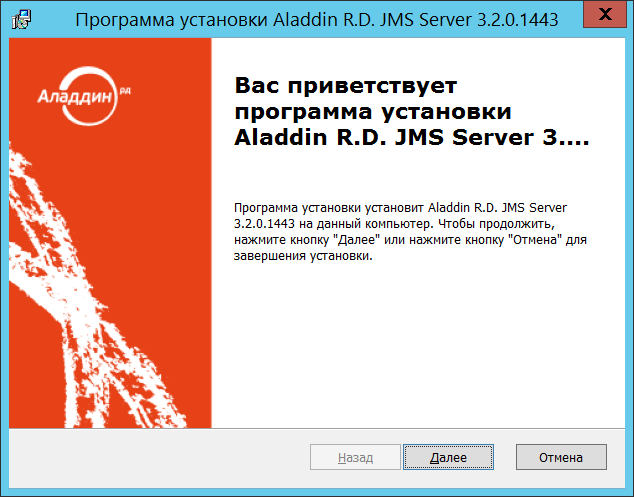 Программа установки Aladdin R.D. JMS Server 3.2.0.1443
X
Аладдин РД
Вас приветствует
программа установки
Aladdin R.D. JMS Server 3....
Программа установки установит Aladdin R.D. JMS Server
3.2.0.1443 на данный компьютер. Чтобы продолжить,
нажмите кнопку "Далее" или нажмите кнопку "Отмена" для
завершения установки.
Назад Далее Отмена